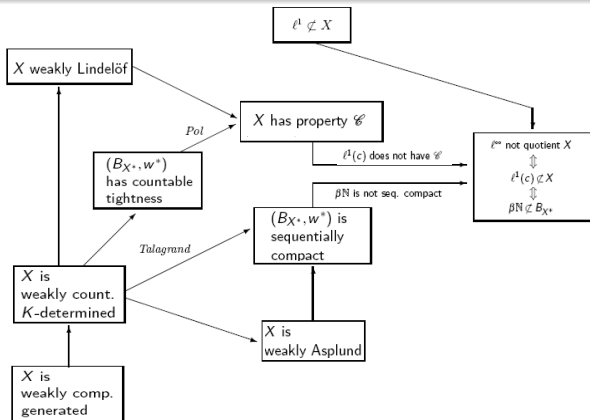 ℓ¹ ⊄ X
X weakly Lindelöf
X has property 𝒞
Pol
ℓ¹(c) does not have 𝒞
ℓ∞ not quotient X
⇕
ℓ¹(c) ⊄ X
⇕
βℕ ⊄ B_{X*}
(B_{X*}, w*)
has countable
tightness
βℕ is not seq. compact
(B_{X*}, w*) is
sequentially
compact
Talagrand
X is
weakly count.
K-determined
X is
weakly Asplund
X is
weakly comp.
generated